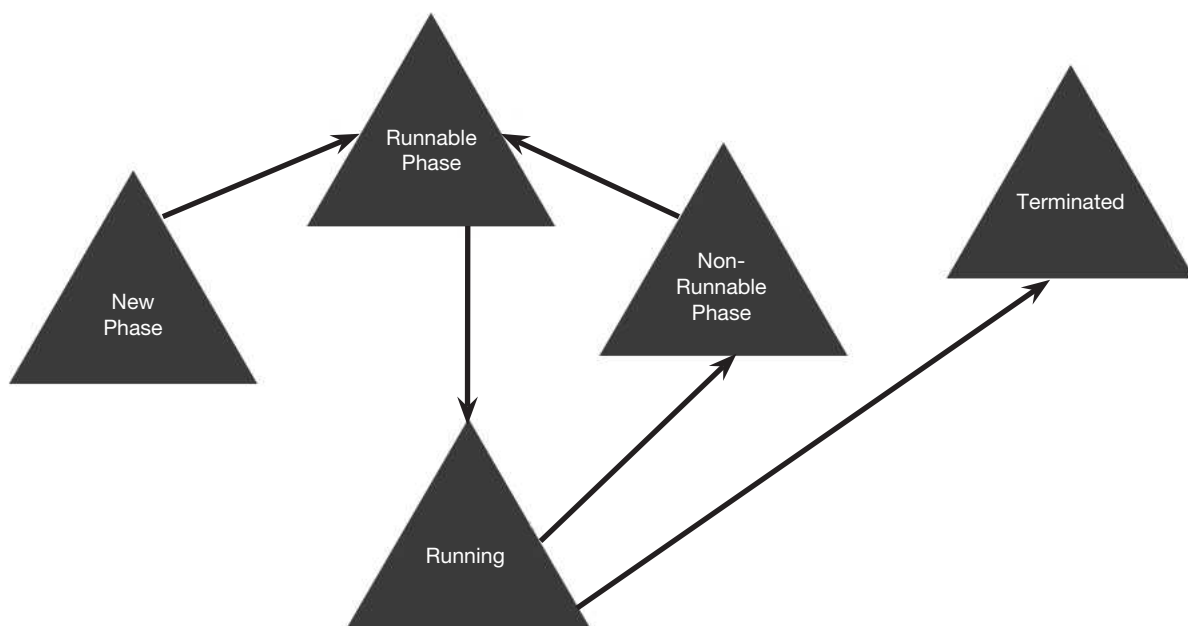 Runnable
Phase
New
Phase
Non-
Runnable
Phase
Terminated
Running